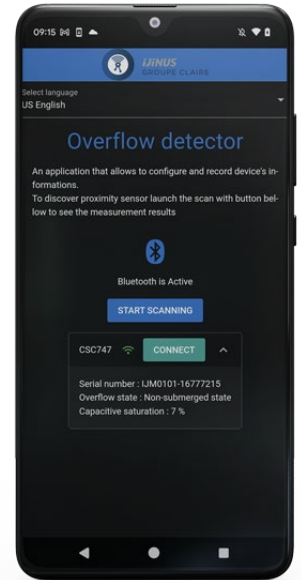 09:15
iJiNUS
GROUPE CLAIRE
Select language
US English
Overflow detector
An application that allows to configure and record device's in-
formations.
To discover proximity sensor launch the scan with button bel-
low to see the measurement results
Bluetooth is Active
START SCANNING
CSC747 CONNECT
Serial number : IJM0101-16777215
Overflow state : Non-submerged state
Capacitive saturation : 7 %